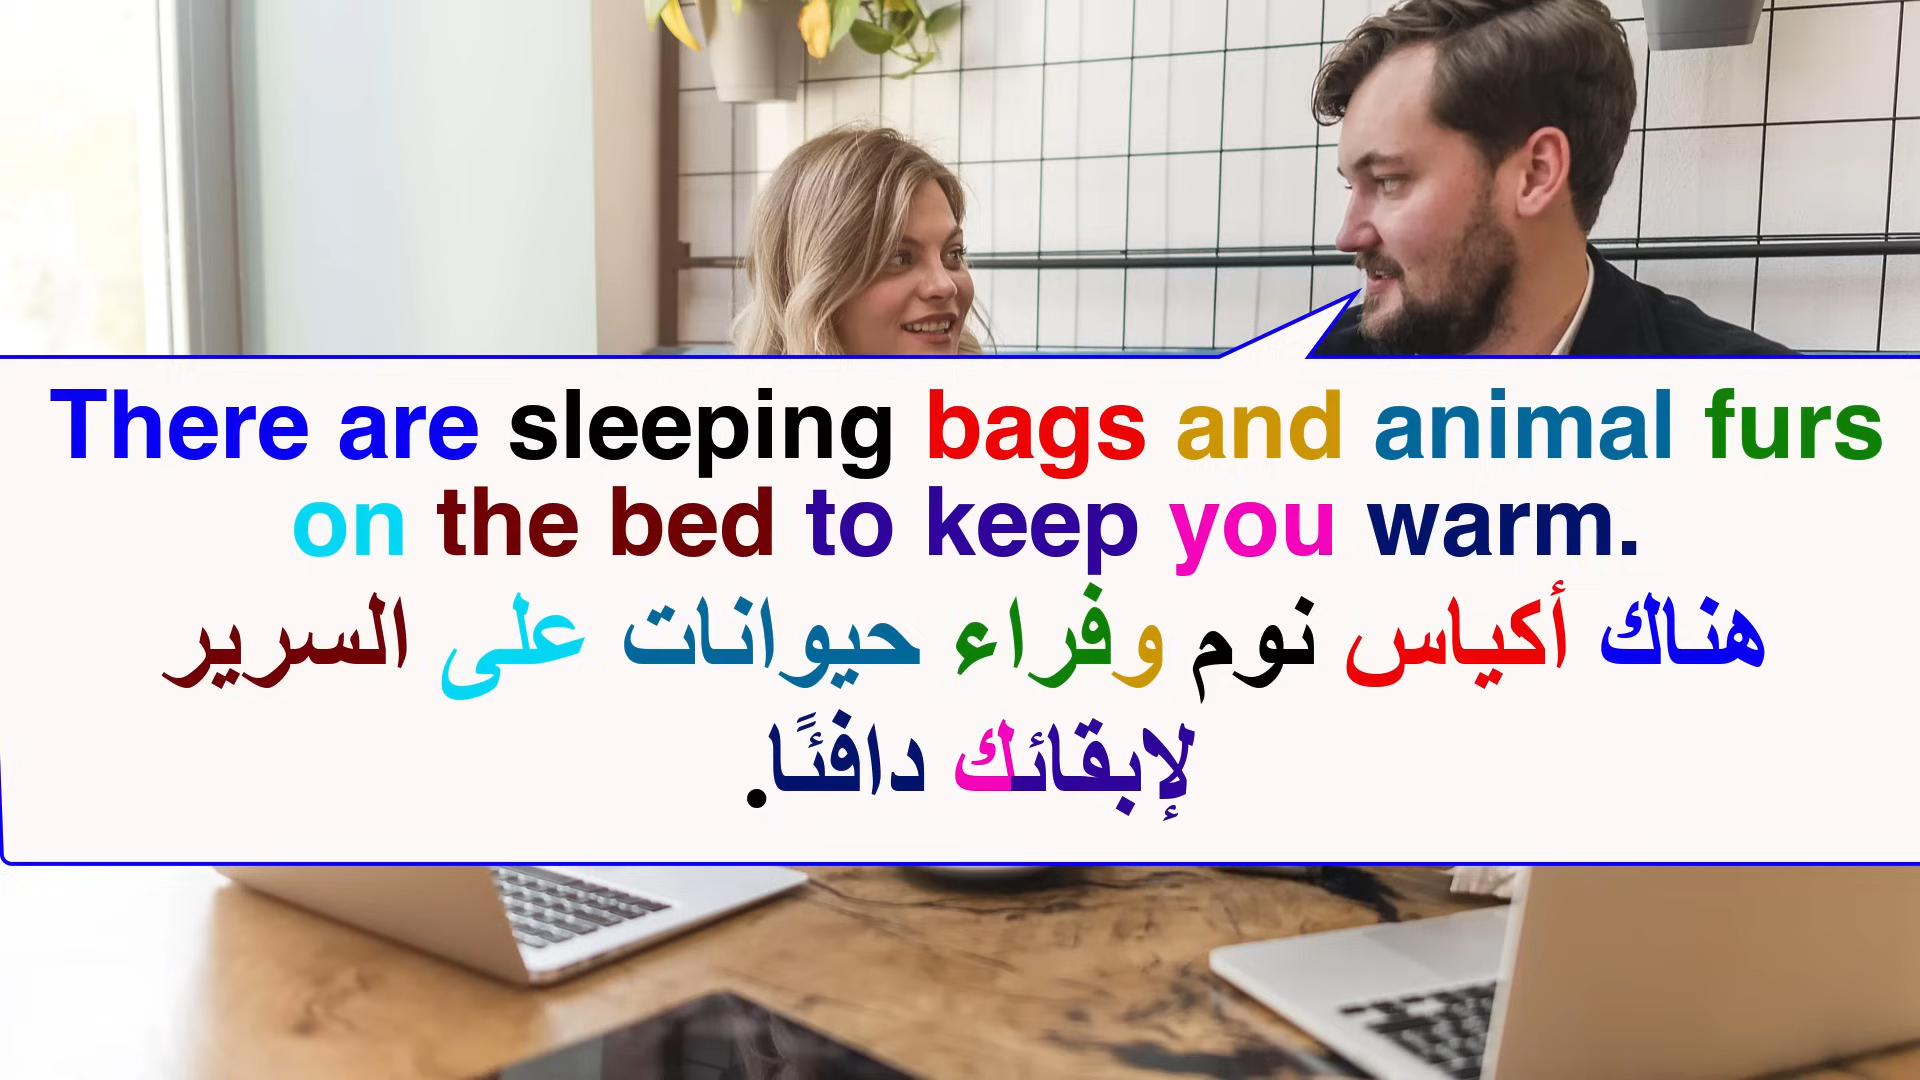 There are sleeping bags and animal furs
on the bed to keep you warm.
هناك أكياس نوم وفراء حيوانات على السرير
لإبقائك دافئًا.